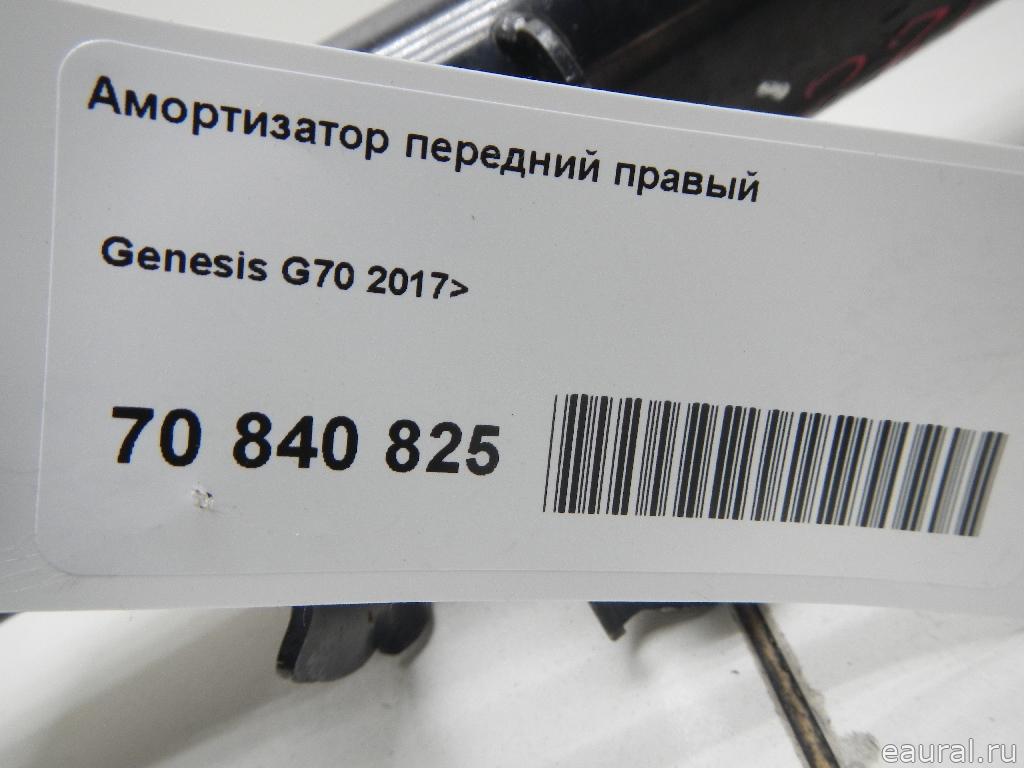 Амортизатор передний правый
Genesis G70 2017>
70 840 825
eaural.ru